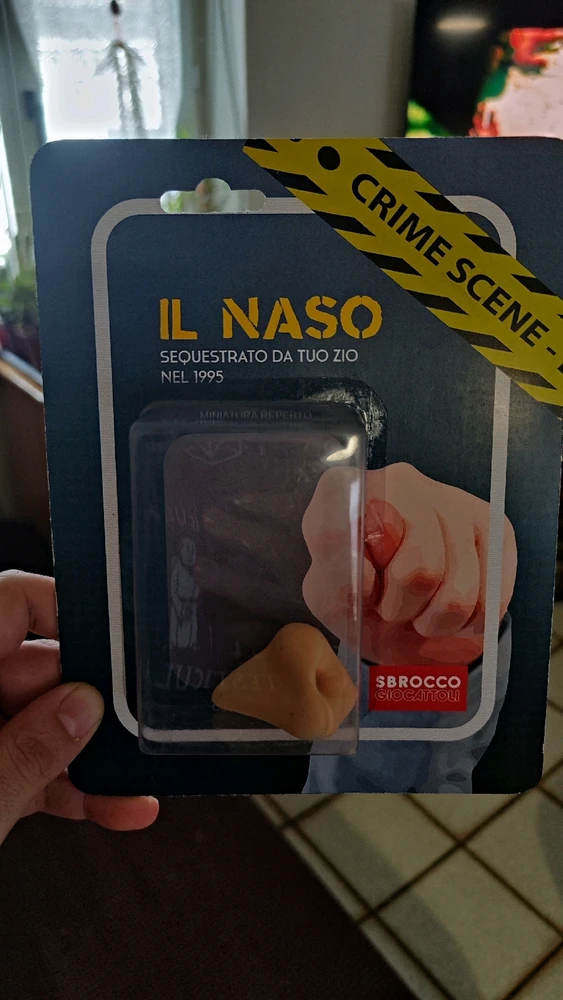 CRIME SCENE -
IL NASO
SEQUESTRATO DA TUO ZIO
NEL 1995
MINIATURA REPERTO
SBROCCO
GIOCATTOLI